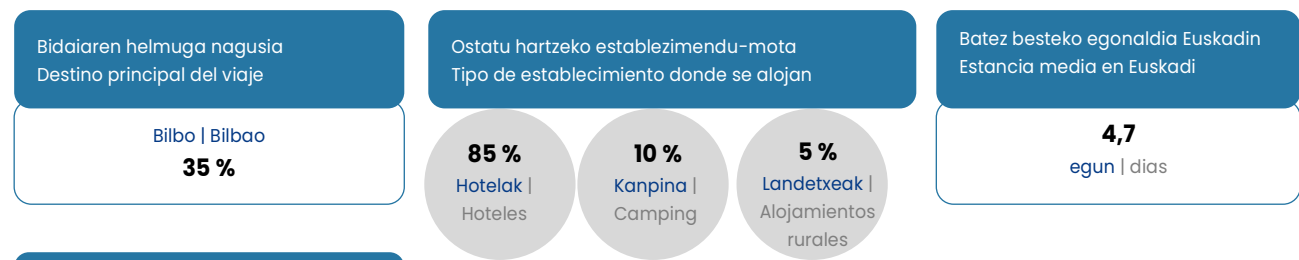 Bidaiaren helmuga nagusia
Destino principal del viaje
Bilbo | Bilbao
35 %
Ostatu hartzeko establezimendu-mota
Tipo de establecimiento donde se alojan
85 %
Hotelak |
Hoteles
10 %
Kanpina |
Camping
5 %
Landetxeak |
Alojamientos
rurales
Batez besteko egonaldia Euskadin
Estancia media en Euskadi
4,7
egun | dias